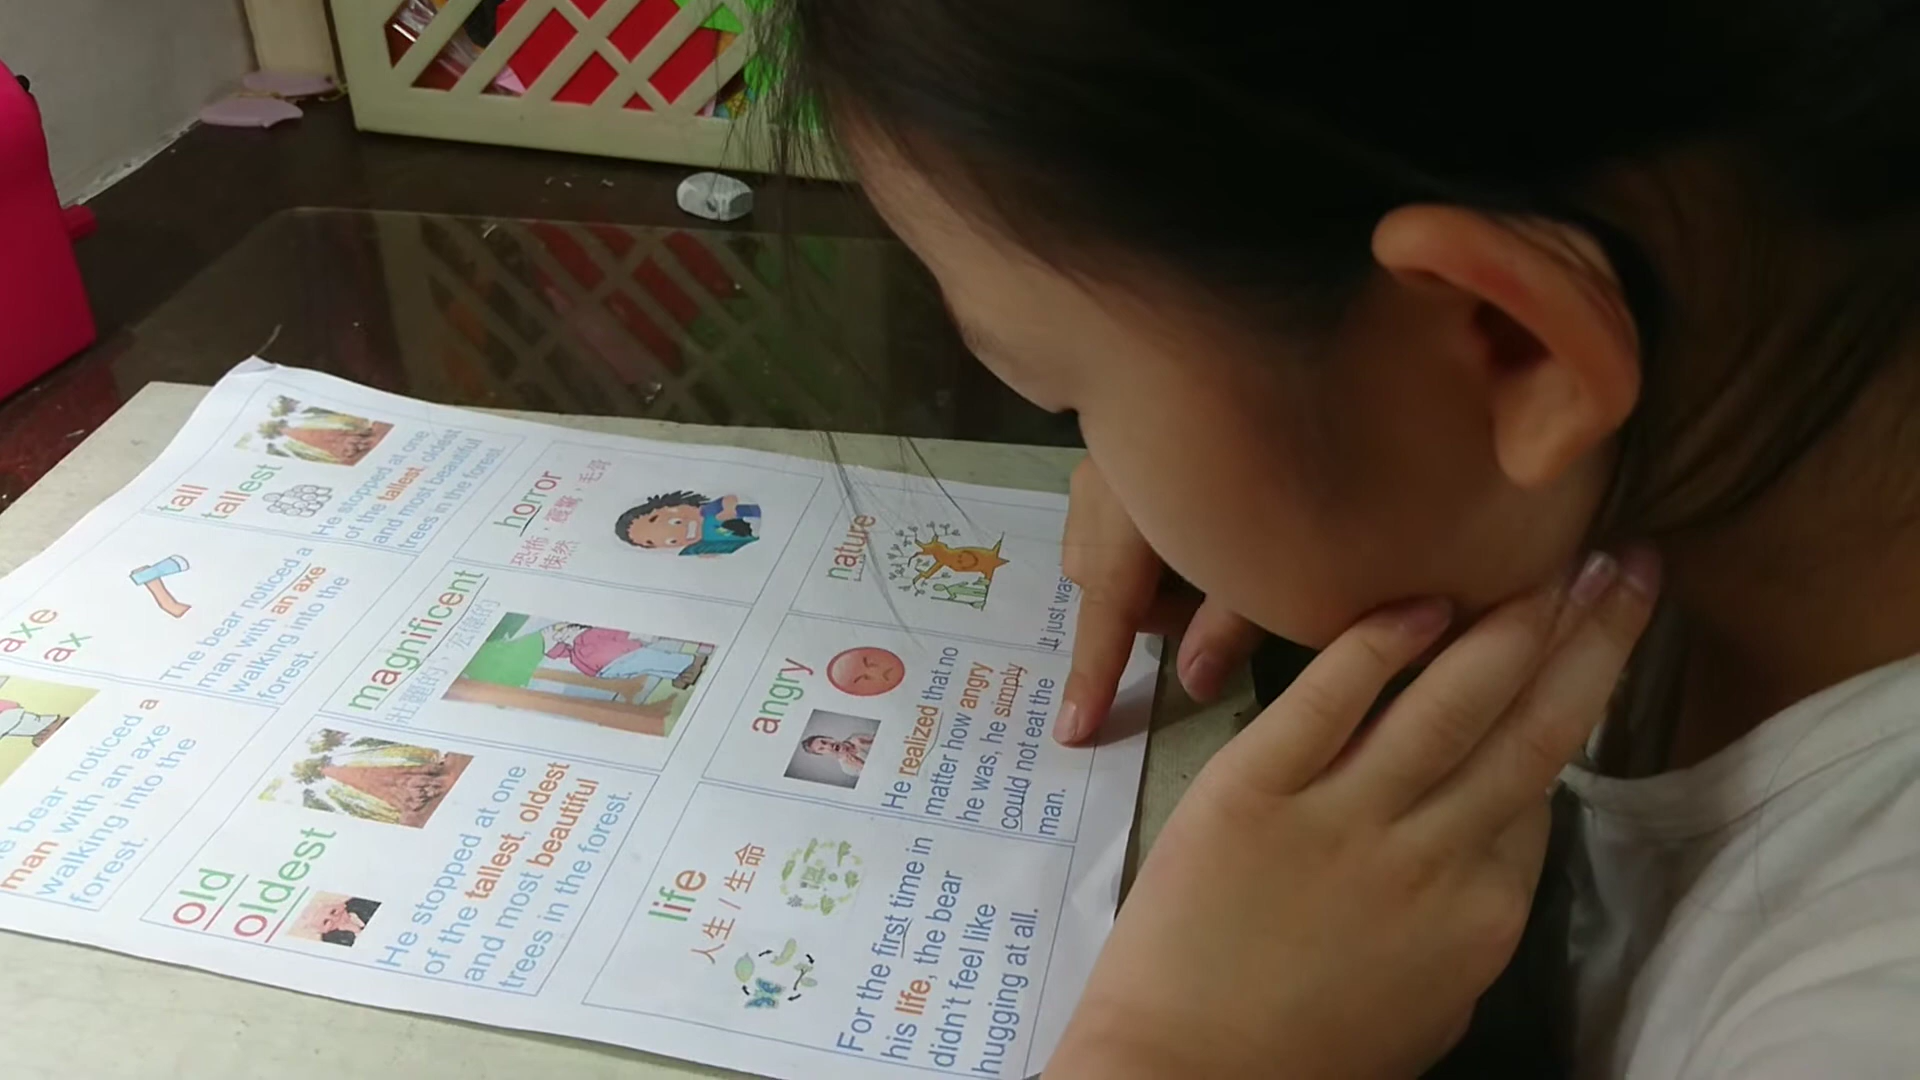 tall
tallest
He stopped at one
of the tallest, oldest
and most beautiful
trees in the forest.
horror
恐怖，震驚，毛骨
悚然
nature
It just was
axe
ax
The bear noticed a
man with an axe
walking into the
forest.
magnificent
壯麗的，宏偉的
angry
He realized that no
matter how angry
he was, he simply
could not eat the
man.
bear noticed a
man with an axe
walking into the
forest.
old
oldest
He stopped at one
of the tallest, oldest
and most beautiful
trees in the forest.
life
人生 / 生命
For the first time in
his life, the bear
didn't feel like
hugging at all.